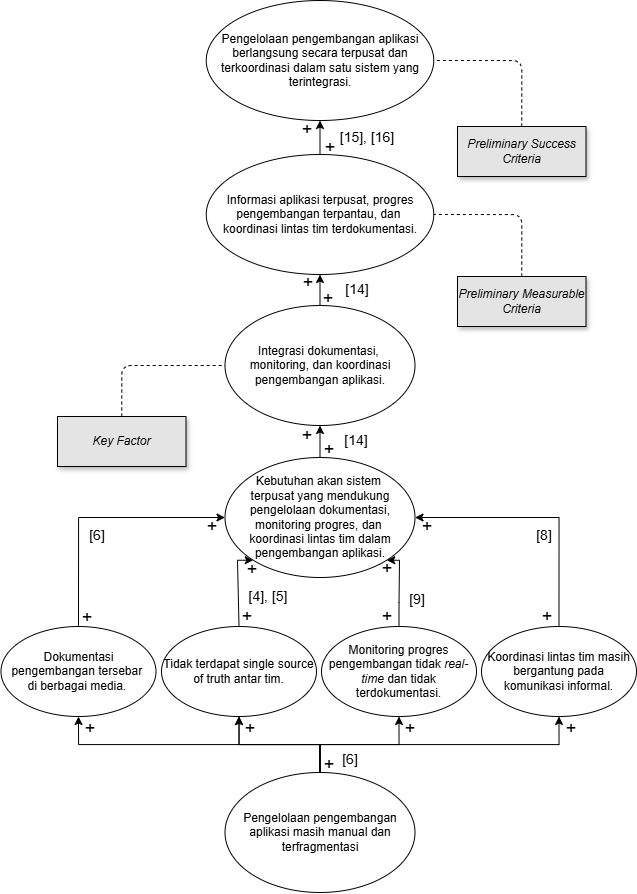 Pengelolaan pengembangan aplikasi
berlangsung secara terpusat dan
terkoordinasi dalam satu sistem yang
terintegrasi.
+
[15], [16]
+
Preliminary Success
Criteria
Informasi aplikasi terpusat, progres
pengembangan terpantau, dan
koordinasi lintas tim terdokumentasi.
+
[14]
+
Preliminary Measurable
Criteria
Integrasi dokumentasi,
monitoring, dan koordinasi
pengembangan aplikasi.
Key Factor
+
[14]
+
Kebutuhan akan sistem
terpusat yang mendukung
pengelolaan dokumentasi,
monitoring progres, dan
koordinasi lintas tim dalam
pengembangan aplikasi.
+
+
[6]
[8]
+
+
[4], [5]
[9]
+
+
+
+
Dokumentasi
pengembangan tersebar
di berbagai media.
Tidak terdapat single source
of truth antar tim.
Monitoring progres
pengembangan tidak real-
time dan tidak
terdokumentasi.
Koordinasi lintas tim masih
bergantung pada
komunikasi informal.
+
+
+
+
+
[6]
Pengelolaan pengembangan
aplikasi masih manual dan
terfragmentasi